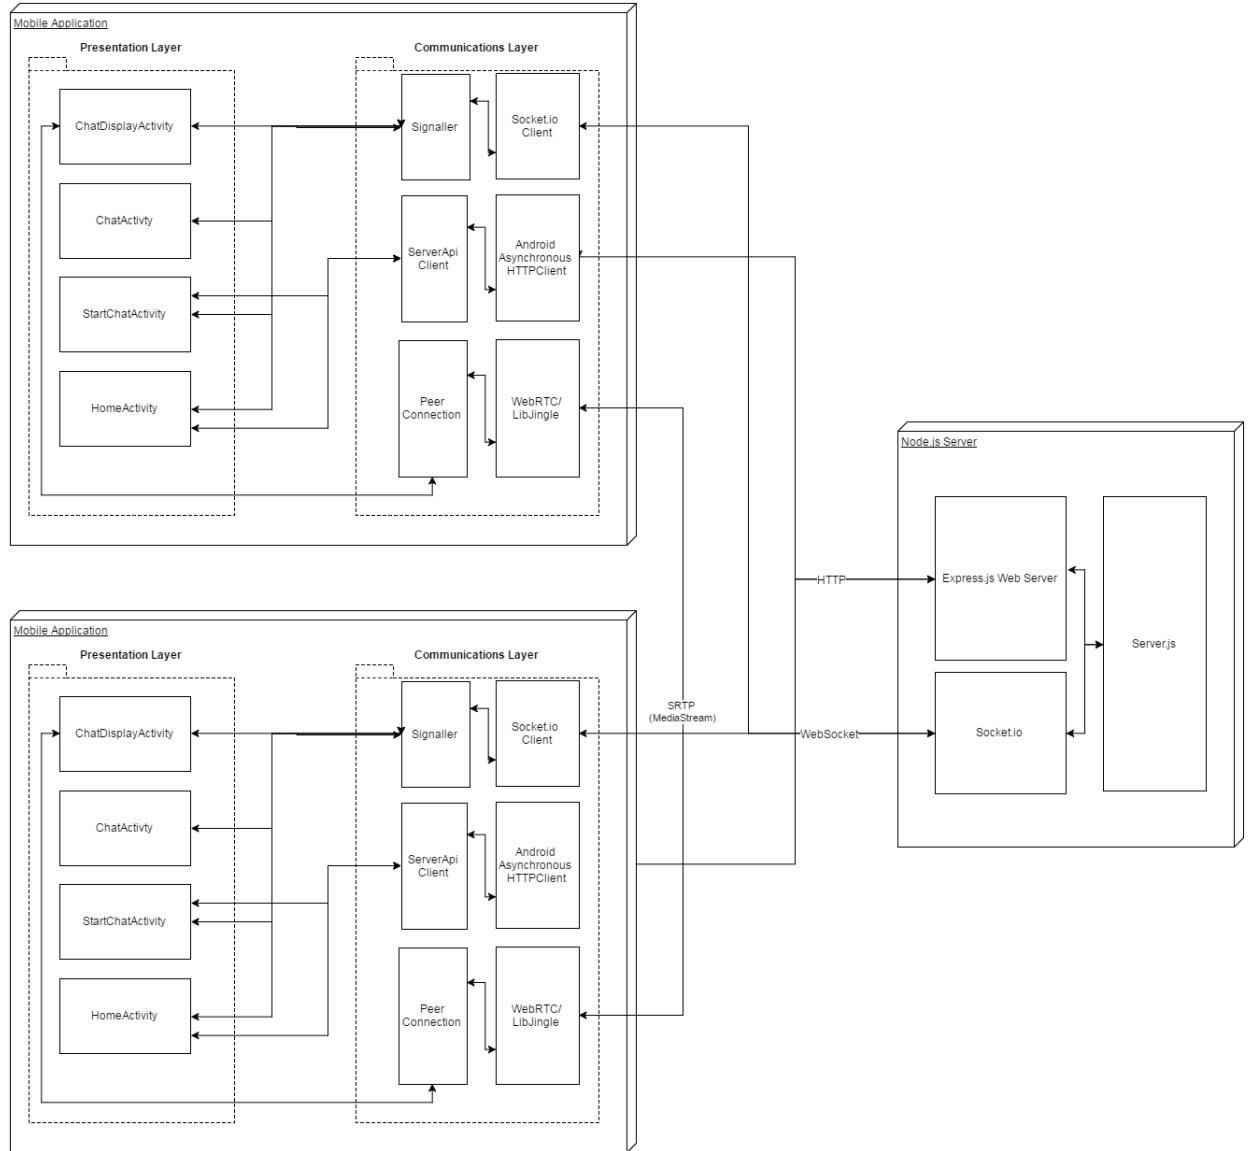 Mobile Application
Presentation Layer
Communications Layer
ChatDisplayActivity
Signaller
Socket.io
Client
ChatActivty
ServerApi
Client
Android
Asynchronous
HTTPClient
StartChatActivity
HomeActivity
Peer
Connection
WebRTC/
LibJingle
Node.js Server
Express.js Web Server
Server.js
Socket.io
HTTP
SRTP
(MediaStream)
WebSocket
Mobile Application
Presentation Layer
Communications Layer
ChatDisplayActivity
Signaller
Socket.io
Client
ChatActivty
ServerApi
Client
Android
Asynchronous
HTTPClient
StartChatActivity
HomeActivity
Peer
Connection
WebRTC/
LibJingle